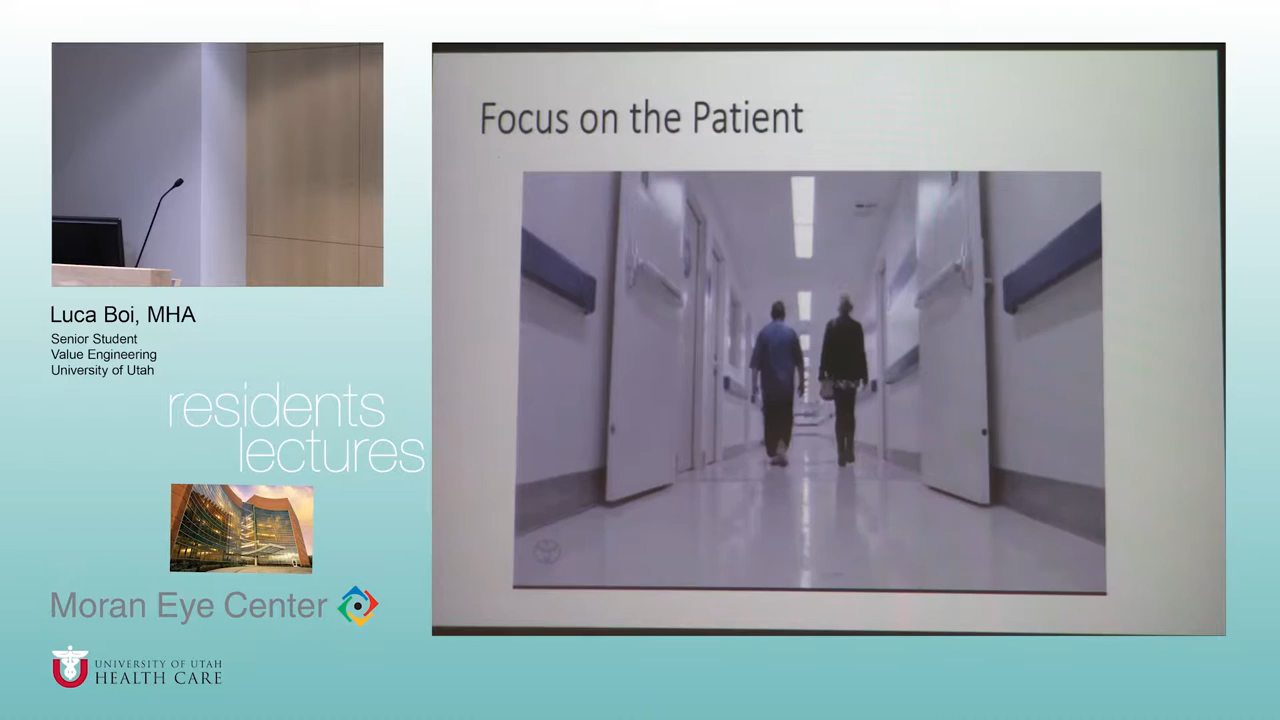 Focus on the Patient
Luca Boi, MHA
Senior Student
Value Engineering
University of Utah
residents
lectures
Moran Eye Center
UNIVERSITY OF UTAH
HEALTH CARE